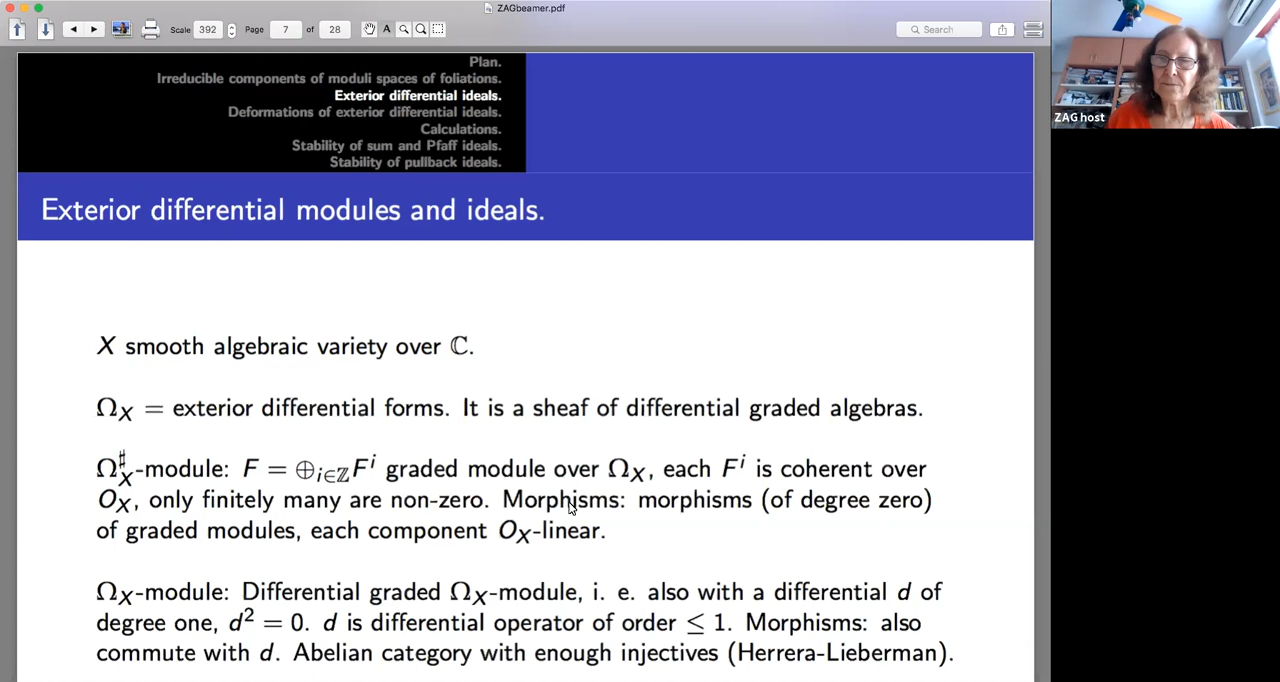 ZAGbeamer.pdf
Scale 392 Page 7 of 28 A Search
Plan.
Irreducible components of moduli spaces of foliations.
Exterior differential ideals.
Deformations of exterior differential ideals.
Calculations.
Stability of sum and Pfaff ideals.
Stability of pullback ideals.
ZAG host
Exterior differential modules and ideals.
X smooth algebraic variety over ℂ.
Ω_X = exterior differential forms. It is a sheaf of differential graded algebras.
Ω_X^♯-module: F = ⊕_{i∈ℤ}F^i graded module over Ω_X, each F^i is coherent over
O_X, only finitely many are non-zero. Morphisms: morphisms (of degree zero)
of graded modules, each component O_X-linear.
Ω_X-module: Differential graded Ω_X-module, i. e. also with a differential d of
degree one, d² = 0. d is differential operator of order ≤ 1. Morphisms: also
commute with d. Abelian category with enough injectives (Herrera-Lieberman).